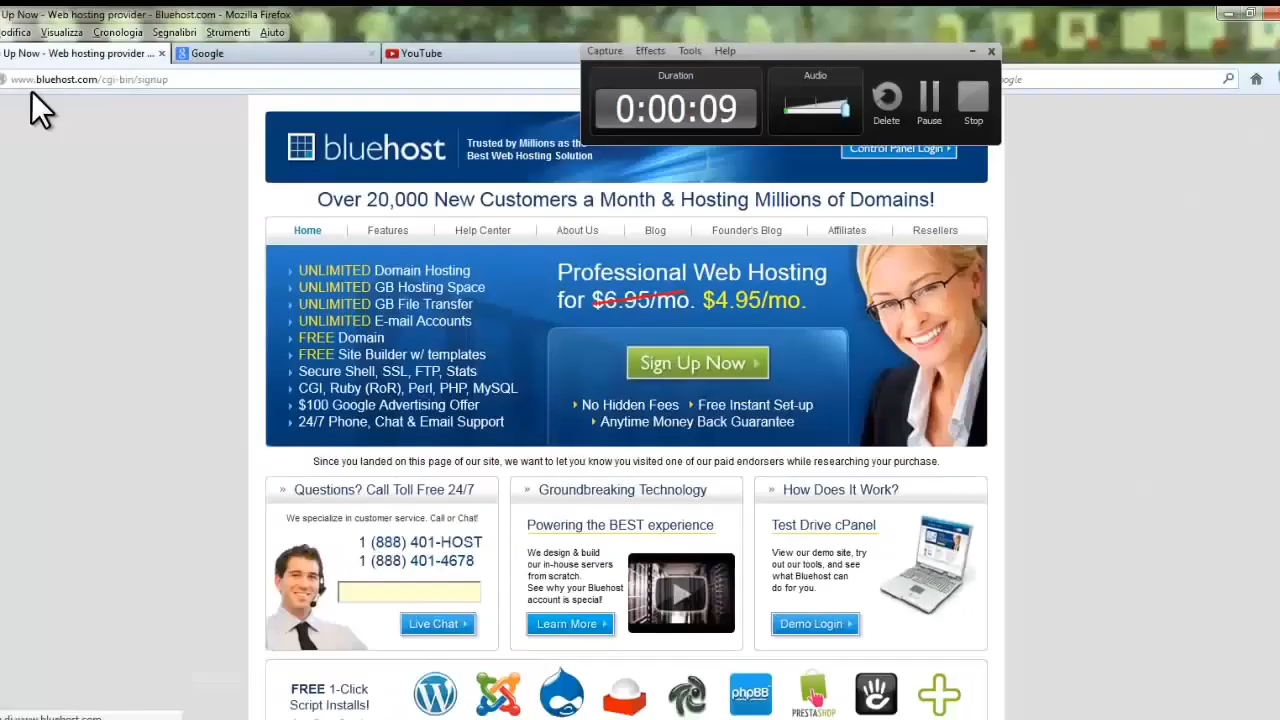 Up Now - Web hosting provider - Bluehost.com - Mozilla Firefox
odifica Visualizza Cronologia Segnalibri Strumenti Aiuto
Up Now - Web hosting provider ... × Google × YouTube
www.bluehost.com/cgi-bin/signup
oogle
Capture Effects Tools Help
Duration
Audio
0:00:09
Delete Pause Stop
bluehost
Trusted by Millions as the
Best Web Hosting Solution
Control Panel Login
Over 20,000 New Customers a Month & Hosting Millions of Domains!
Home Features Help Center About Us Blog Founder's Blog Affiliates Resellers
UNLIMITED Domain Hosting
UNLIMITED GB Hosting Space
UNLIMITED GB File Transfer
UNLIMITED E-mail Accounts
FREE Domain
FREE Site Builder w/ templates
Secure Shell, SSL, FTP, Stats
CGI, Ruby (RoR), Perl, PHP, MySQL
$100 Google Advertising Offer
24/7 Phone, Chat & Email Support
Professional Web Hosting
for $6.95/mo. $4.95/mo.
Sign Up Now
No Hidden Fees Free Instant Set-up
Anytime Money Back Guarantee
Since you landed on this page of our site, we want to let you know you visited one of our paid endorsers while researching your purchase.
Questions? Call Toll Free 24/7
We specialize in customer service. Call or Chat!
1 (888) 401-HOST
1 (888) 401-4678
Live Chat
Groundbreaking Technology
Powering the BEST experience
We design & build
our in-house servers
from scratch.
See why your Bluehost
account is special!
Learn More
How Does It Work?
Test Drive cPanel
View our demo site, try
out our tools, and see
what Bluehost can
do for you.
Demo Login
FREE 1-Click
Script Installs!
phpBB
PRESTASHOP
di www.bluehost.com